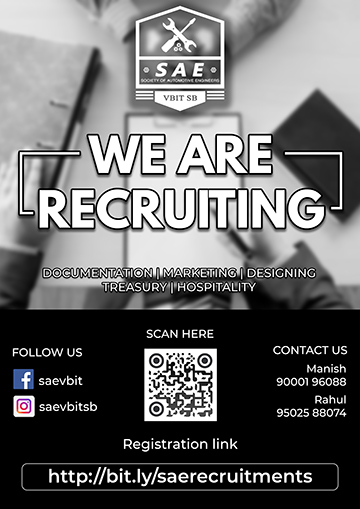 SAE
SOCIETY OF AUTOMOTIVE ENGINEERS
VBIT SB
WE ARE
RECRUITING
DOCUMENTATION | MARKETING | DESIGNING
TREASURY | HOSPITALITY
SCAN HERE
FOLLOW US
saevbit
saevbitsb
CONTACT US
Manish
90001 96088
Rahul
95025 88074
Registration link
http://bit.ly/saerecruitments